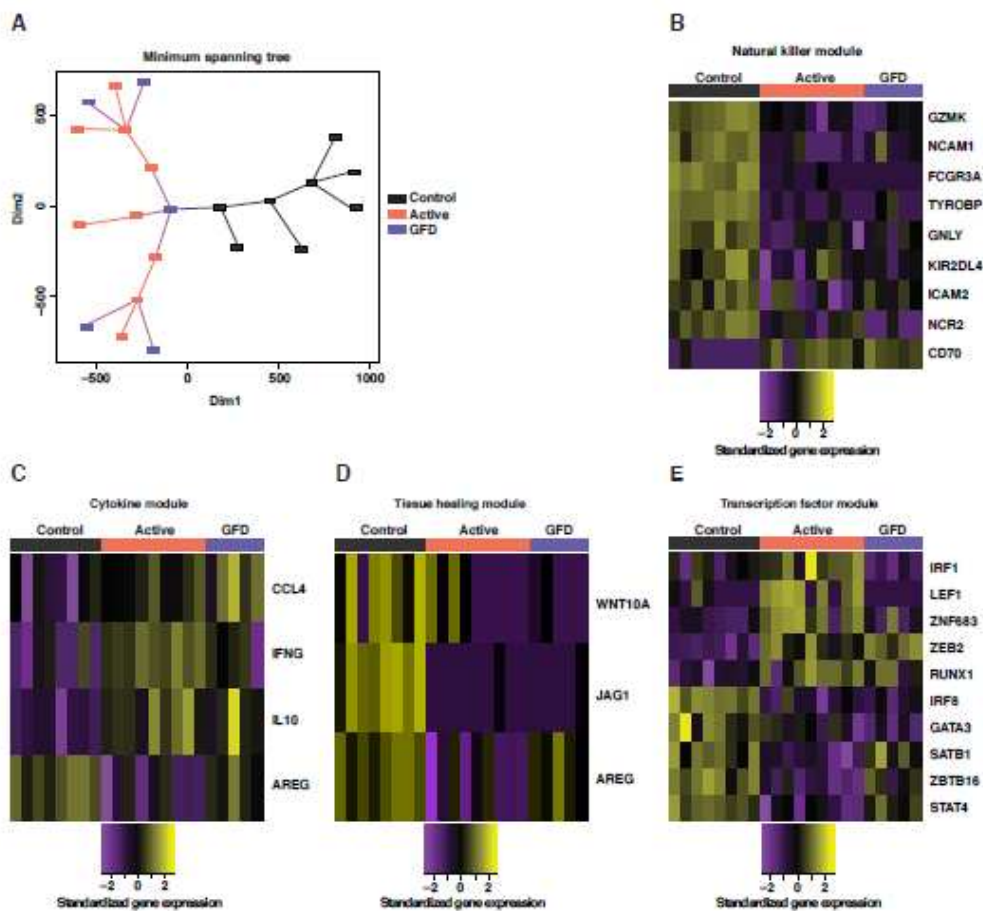 A
Minimum spanning tree
500
0
−500
Dim2
−500
0
500
1000
Dim1
Control
Active
GFD
B
Natural killer module
Control
Active
GFD
GZMK
NCAM1
FCGR3A
TYROBP
GNLY
KIR2DL4
ICAM2
NCR2
CD70
−2 0 2
Standardized gene expression
C
Cytokine module
Control
Active
GFD
CCL4
IFNG
IL10
AREG
−2 0 2
Standardized gene expression
D
Tissue healing module
Control
Active
GFD
WNT10A
JAG1
AREG
−2 0 2
Standardized gene expression
E
Transcription factor module
Control
Active
GFD
IRF1
LEF1
ZNF683
ZEB2
RUNX1
IRF8
GATA3
SATB1
ZBTB16
STAT4
−2 0 2
Standardized gene expression